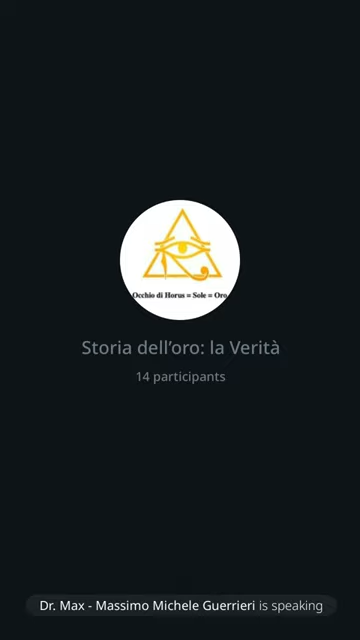 Occhio di Horus = Sole = Oro
Storia dell'oro: la Verità
14 participants
Dr. Max - Massimo Michele Guerrieri is speaking